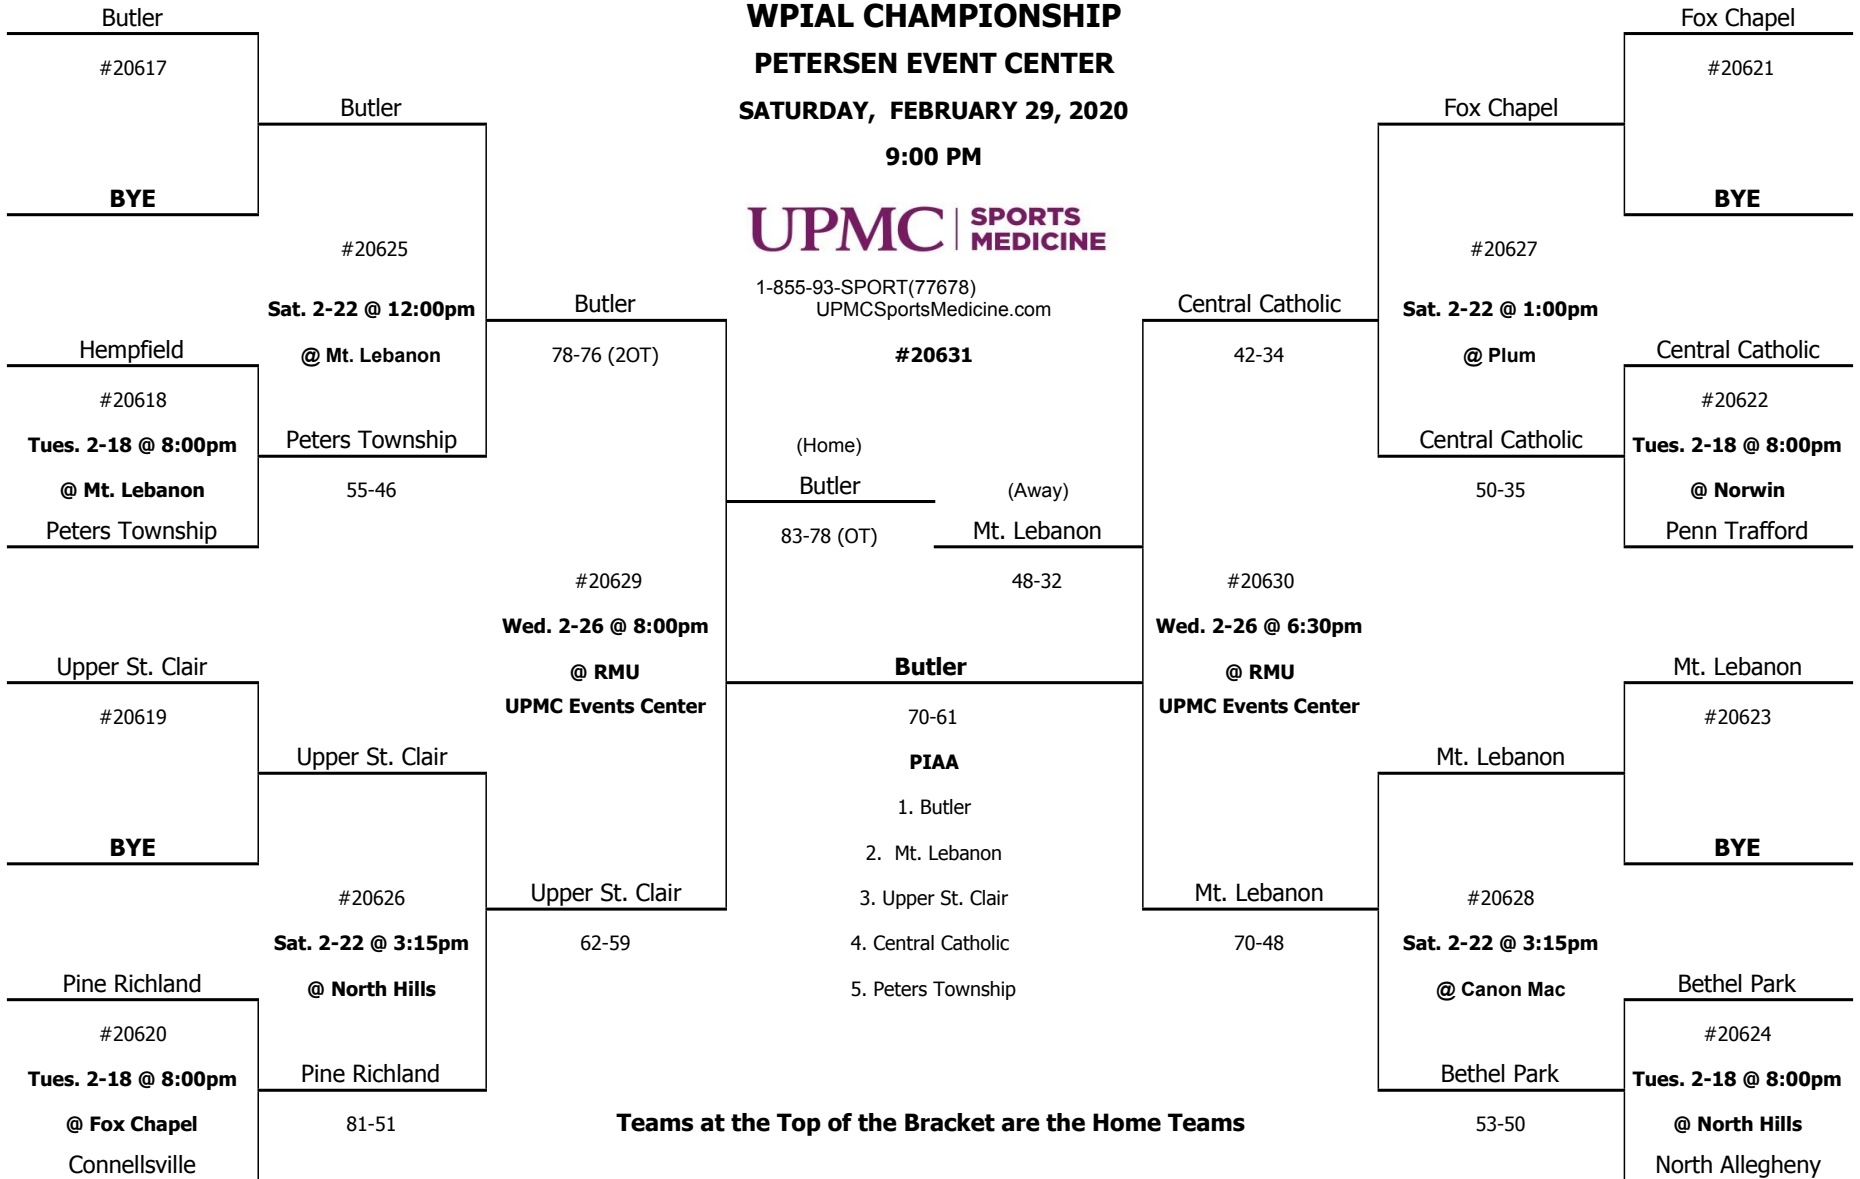 WPIAL CHAMPIONSHIP
PETERSEN EVENT CENTER
SATURDAY, FEBRUARY 29, 2020
9:00 PM
UPMC SPORTS MEDICINE
1-855-93-SPORT(77678)
UPMCSportsMedicine.com
#20631
Butler
#20617
BYE
Butler
#20625
Sat. 2-22 @ 12:00pm
@ Mt. Lebanon
Hempfield
#20618
Tues. 2-18 @ 8:00pm
@ Mt. Lebanon
Peters Township
Peters Township
55-46
Butler
78-76 (2OT)
#20629
Wed. 2-26 @ 8:00pm
@ RMU
UPMC Events Center
Upper St. Clair
#20619
BYE
Upper St. Clair
#20626
Sat. 2-22 @ 3:15pm
@ North Hills
Pine Richland
#20620
Tues. 2-18 @ 8:00pm
@ Fox Chapel
Connellsville
Pine Richland
81-51
Upper St. Clair
62-59
(Home)
Butler
83-78 (OT)
(Away)
Mt. Lebanon
48-32
Butler
70-61
PIAA
1. Butler
2. Mt. Lebanon
3. Upper St. Clair
4. Central Catholic
5. Peters Township
Teams at the Top of the Bracket are the Home Teams
Central Catholic
42-34
#20630
Wed. 2-26 @ 6:30pm
@ RMU
UPMC Events Center
Mt. Lebanon
70-48
Fox Chapel
#20627
Sat. 2-22 @ 1:00pm
@ Plum
Central Catholic
50-35
Mt. Lebanon
#20628
Sat. 2-22 @ 3:15pm
@ Canon Mac
Bethel Park
53-50
Fox Chapel
#20621
BYE
Central Catholic
#20622
Tues. 2-18 @ 8:00pm
@ Norwin
Penn Trafford
Mt. Lebanon
#20623
BYE
Bethel Park
#20624
Tues. 2-18 @ 8:00pm
@ North Hills
North Allegheny